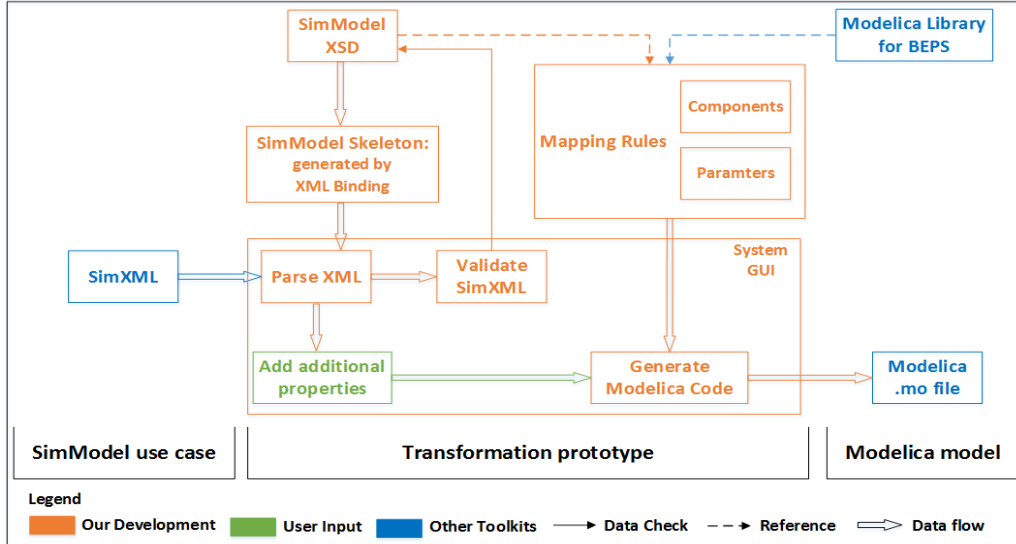 SimModel
XSD
Modelica Library
for BEPS
SimModel Skeleton:
generated by
XML Binding
Mapping Rules
Components
Paramters
System
GUI
SimXML
Parse XML
Validate
SimXML
Add additional
properties
Generate
Modelica Code
Modelica
.mo file
SimModel use case
Transformation prototype
Modelica model
Legend
Our Development
User Input
Other Toolkits
Data Check
Reference
Data flow